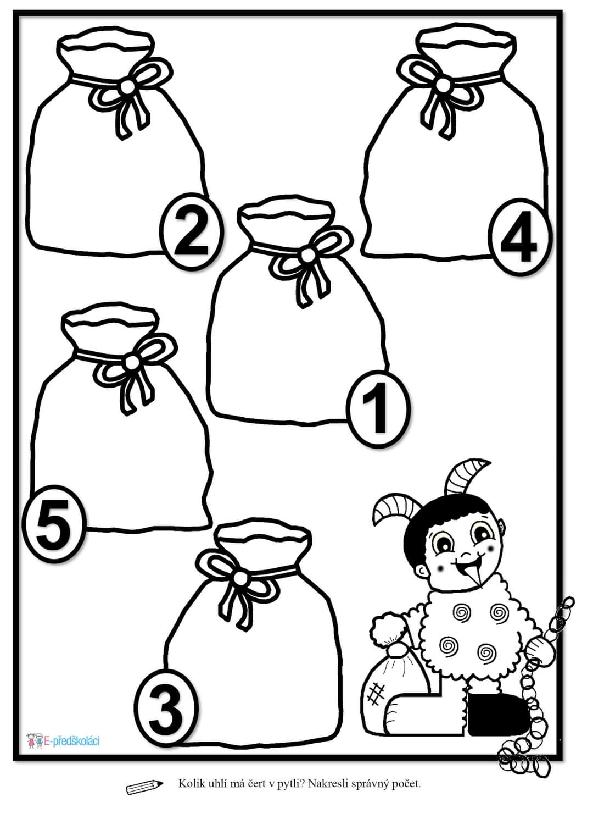 2
4
1
5
3
E-předškoláci
Kolik uhlí má čert v pytli? Nakresli správný počet.